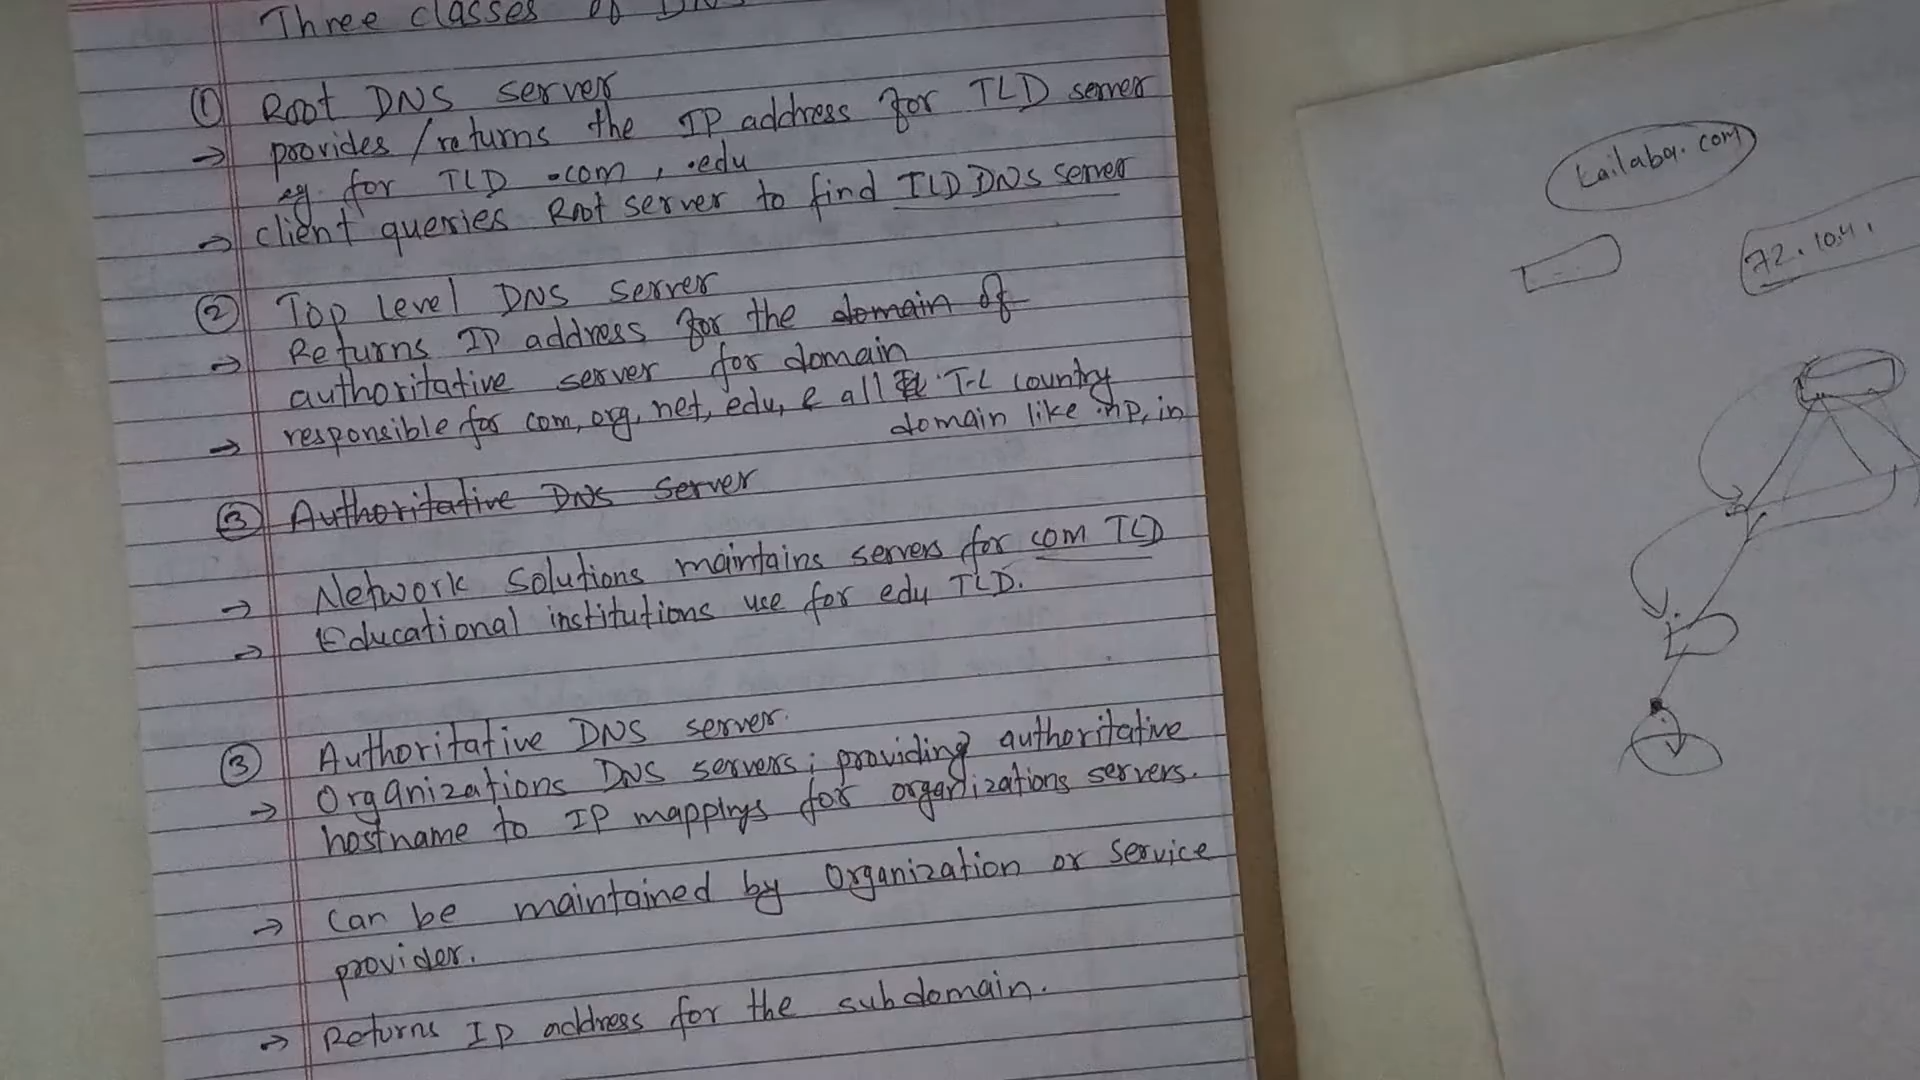 Three classes of DNS
① Root DNS server
→ provides/returns the IP address for TLD server
eg. for TLD .com, .edu
→ client queries Root server to find TLD DNS server
② Top level DNS server
→ Returns IP address for the domain of
authoritative server for domain
→ responsible for com, org, net, edu, & all T-L country
domain like .np, in
③ Authoritative DNS server
→ Network Solutions maintains servers for com TLD
→ Educational institutions use for edu TLD.
③ Authoritative DNS server.
→ Organizations DNS servers; providing authoritative
hostname to IP mappings for organizations servers.
→ Can be maintained by Organization or service
provider.
→ Returns IP address for the subdomain.
kailaba.com
72.104.